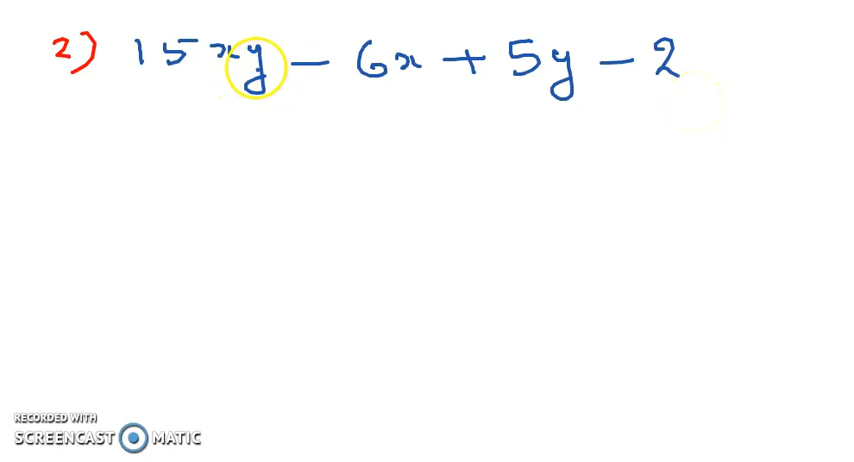 2) 15xy - 6x + 5y - 2
RECORDED WITH
SCREENCAST MATIC